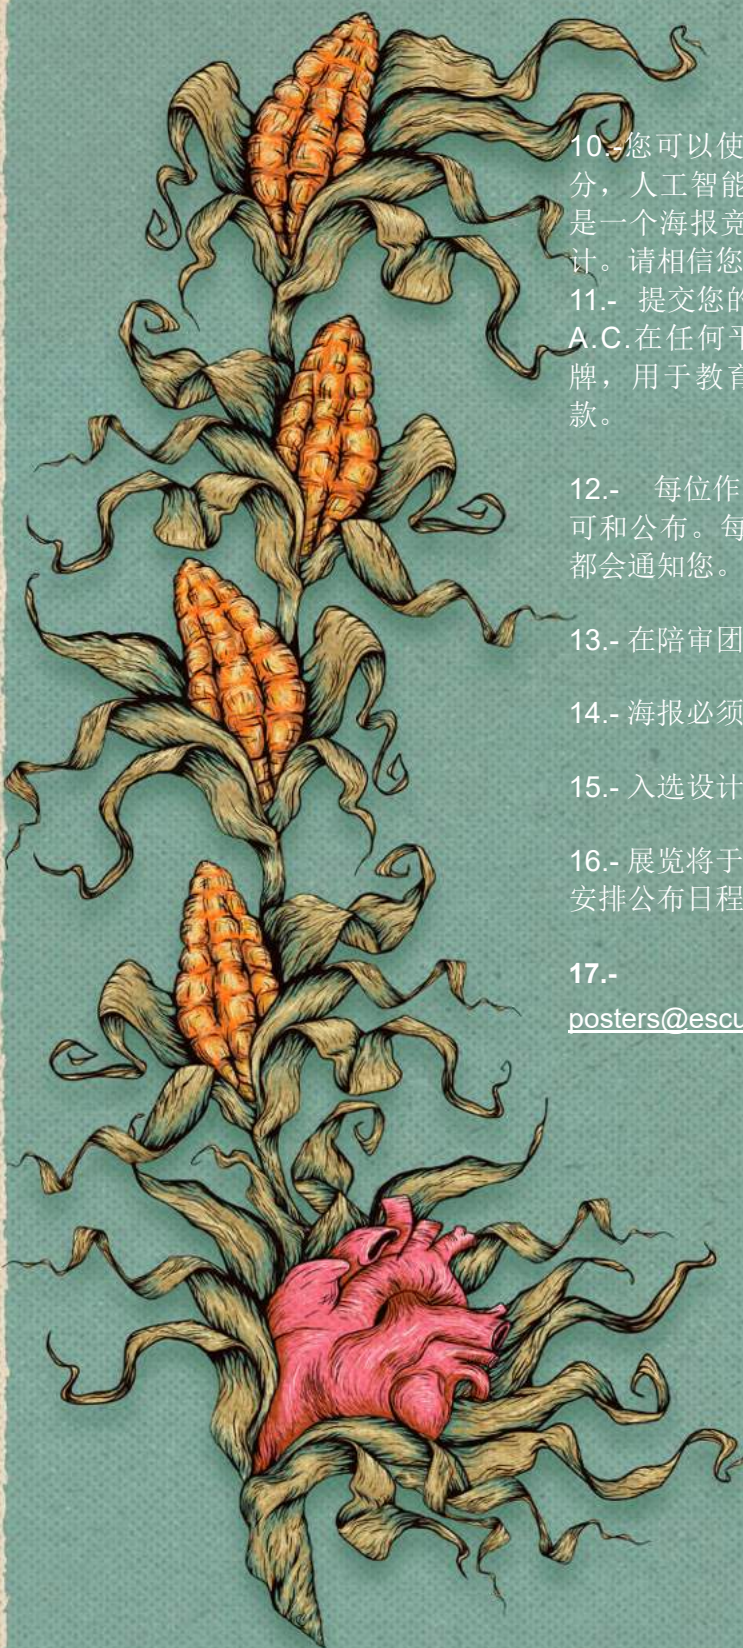 10.-您可以使
分，人工智能
是一个海报竞
计。请相信您
11.- 提交您的
A.C.在任何平
牌，用于教育
款。
12.- 每位作
可和公布。每
都会通知您。
13.- 在陪审团
14.- 海报必须
15.- 入选设计
16.- 展览将于
安排公布日程
17.-
posters@escu